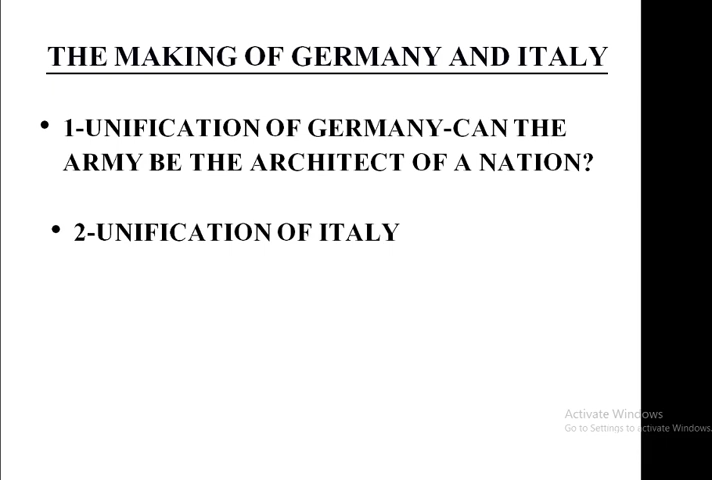 THE MAKING OF GERMANY AND ITALY
• 1-UNIFICATION OF GERMANY-CAN THE
ARMY BE THE ARCHITECT OF A NATION?
• 2-UNIFICATION OF ITALY
Activate Windows
Go to Settings to activate Windows.